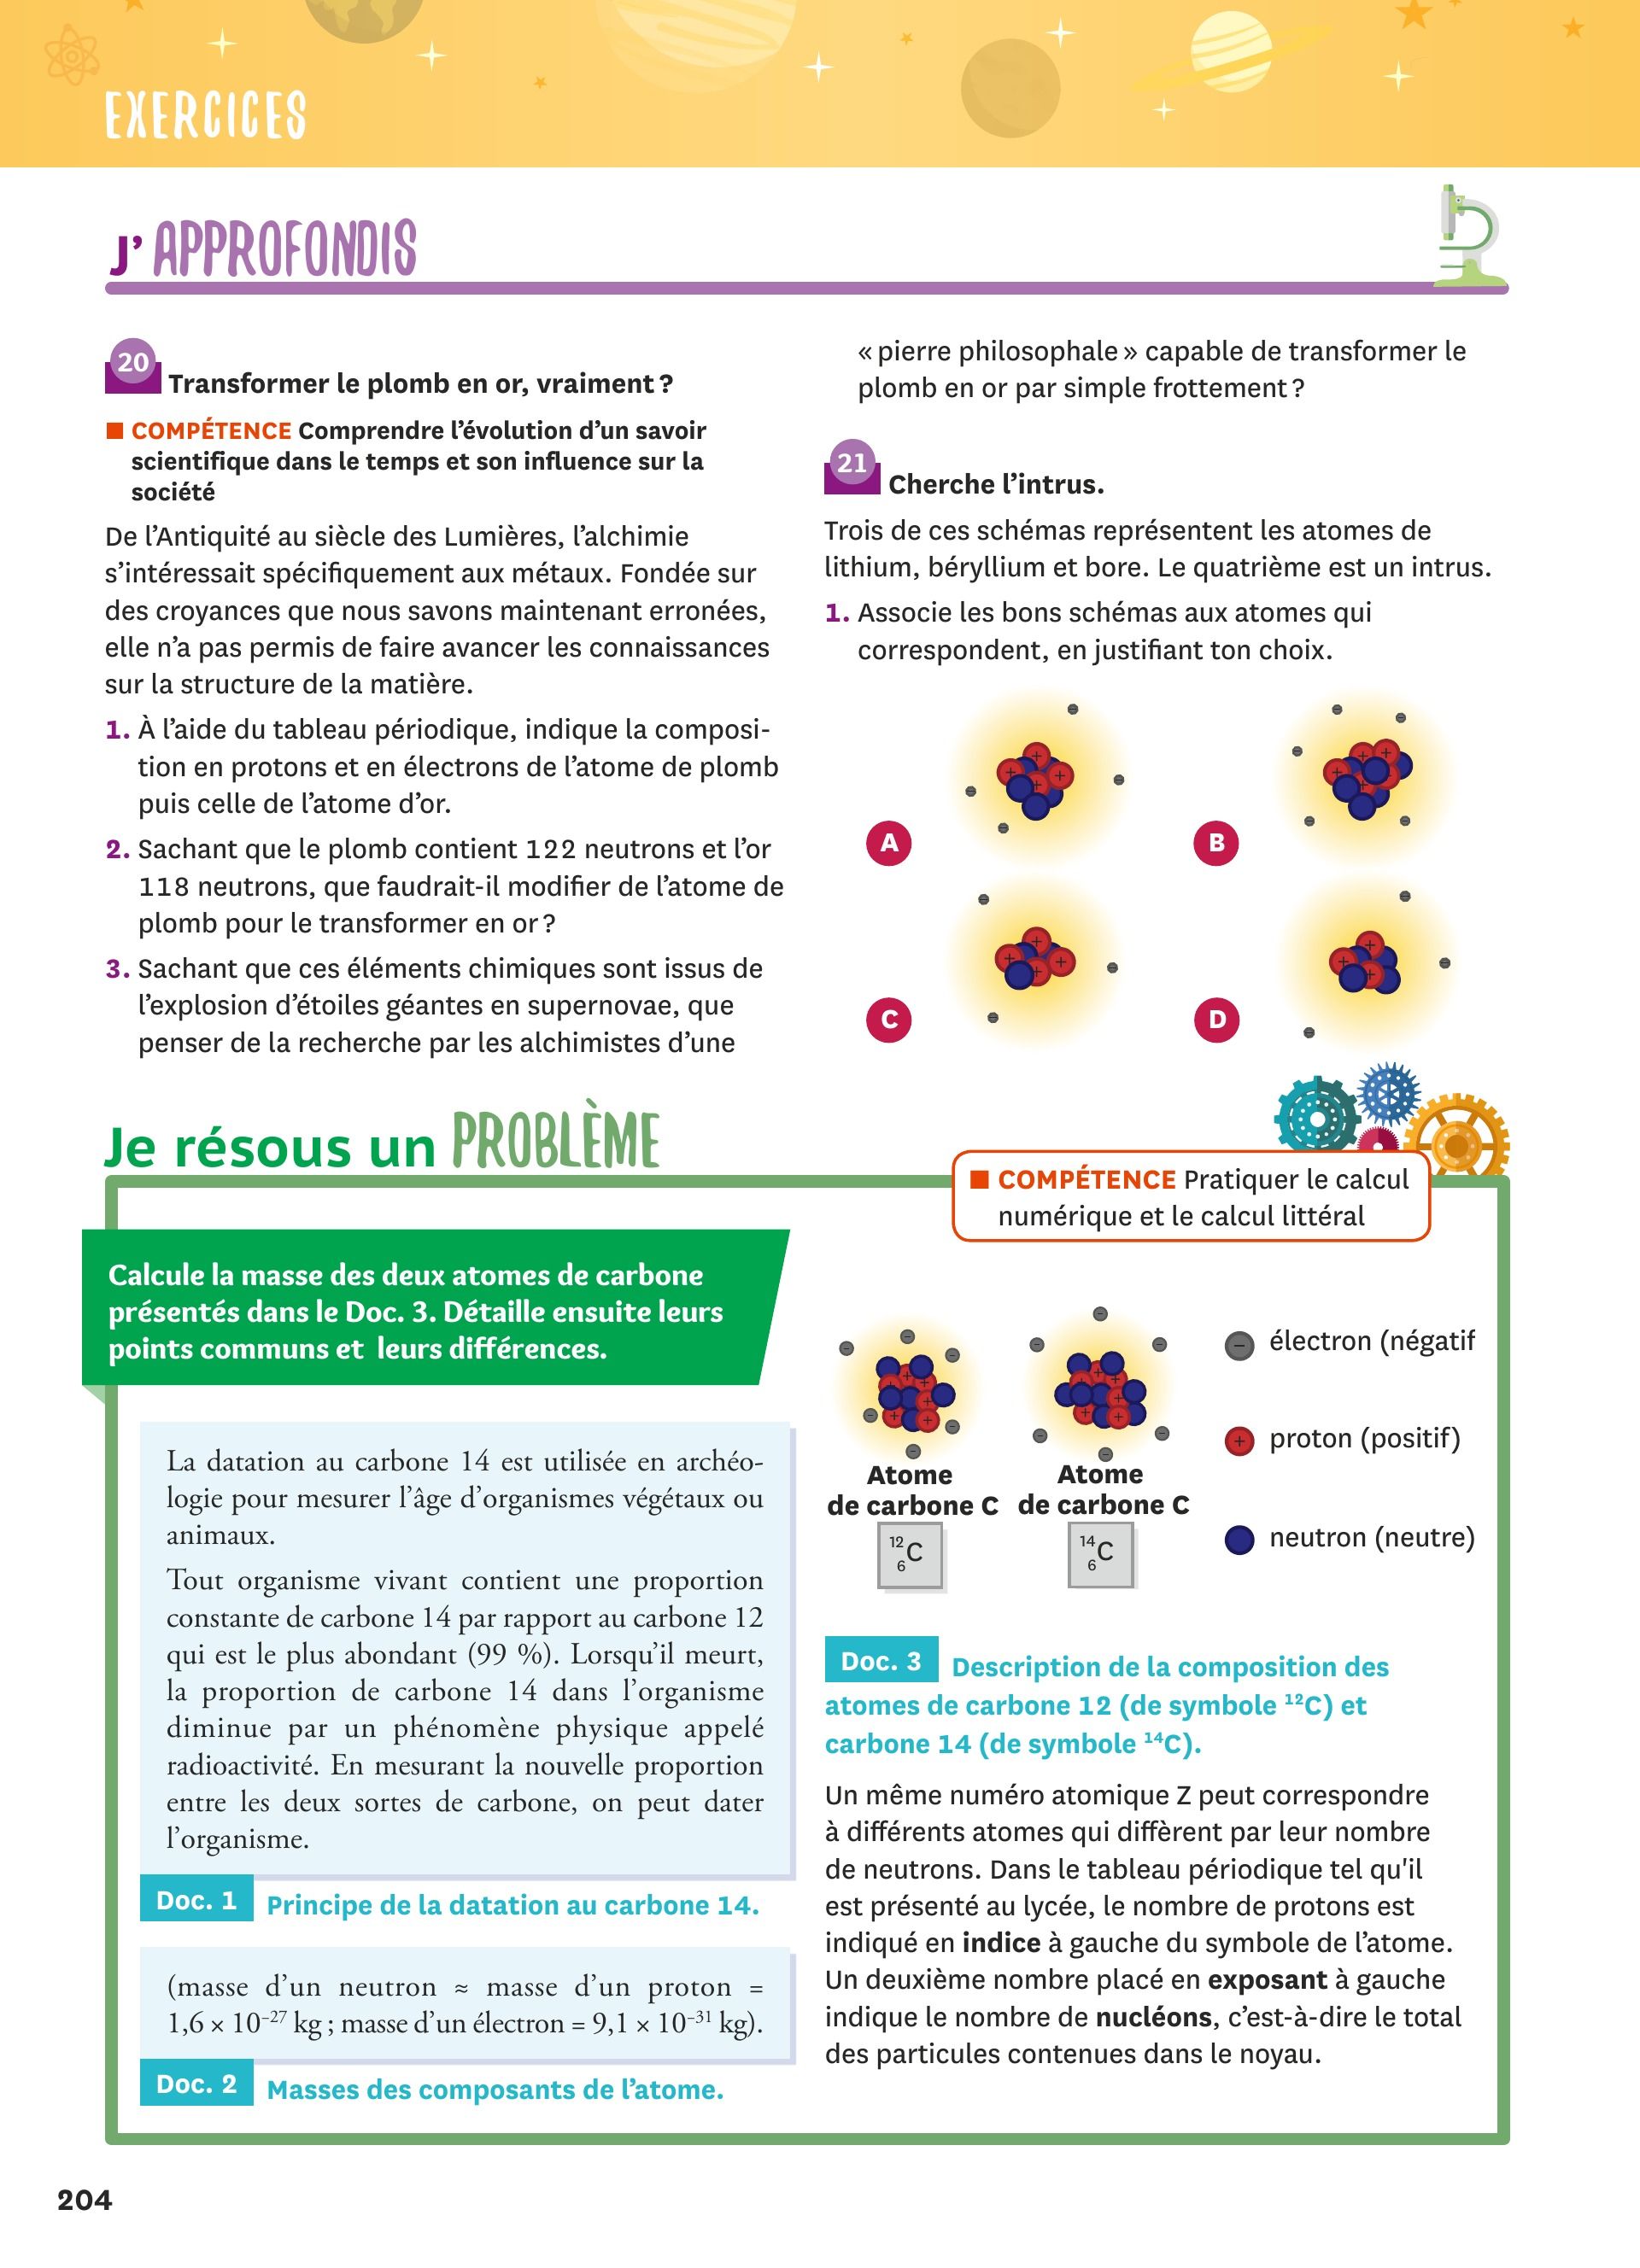 EXERCICES
J’APPROFONDIS
20 Transformer le plomb en or, vraiment ?
■ COMPÉTENCE Comprendre l’évolution d’un savoir
scientifique dans le temps et son influence sur la
société
De l’Antiquité au siècle des Lumières, l’alchimie
s’intéressait spécifiquement aux métaux. Fondée sur
des croyances que nous savons maintenant erronées,
elle n’a pas permis de faire avancer les connaissances
sur la structure de la matière.
1. À l’aide du tableau périodique, indique la composi-
tion en protons et en électrons de l’atome de plomb
puis celle de l’atome d’or.
2. Sachant que le plomb contient 122 neutrons et l’or
118 neutrons, que faudrait-il modifier de l’atome de
plomb pour le transformer en or ?
3. Sachant que ces éléments chimiques sont issus de
l’explosion d’étoiles géantes en supernovae, que
penser de la recherche par les alchimistes d’une
« pierre philosophale » capable de transformer le
plomb en or par simple frottement ?
21 Cherche l’intrus.
Trois de ces schémas représentent les atomes de
lithium, béryllium et bore. Le quatrième est un intrus.
1. Associe les bons schémas aux atomes qui
correspondent, en justifiant ton choix.
A
B
C
D
Je résous un PROBLÈME
■ COMPÉTENCE Pratiquer le calcul
numérique et le calcul littéral
Calcule la masse des deux atomes de carbone
présentés dans le Doc. 3. Détaille ensuite leurs
points communs et leurs différences.
La datation au carbone 14 est utilisée en archéo-
logie pour mesurer l’âge d’organismes végétaux ou
animaux.
Tout organisme vivant contient une proportion
constante de carbone 14 par rapport au carbone 12
qui est le plus abondant (99 %). Lorsqu’il meurt,
la proportion de carbone 14 dans l’organisme
diminue par un phénomène physique appelé
radioactivité. En mesurant la nouvelle proportion
entre les deux sortes de carbone, on peut dater
l’organisme.
Doc. 1 Principe de la datation au carbone 14.
(masse d’un neutron ≈ masse d’un proton =
1,6 × 10⁻²⁷ kg ; masse d’un électron = 9,1 × 10⁻³¹ kg).
Doc. 2 Masses des composants de l’atome.
électron (négatif
proton (positif)
neutron (neutre)
Atome
de carbone C
¹²₆C
Atome
de carbone C
¹⁴₆C
Doc. 3 Description de la composition des
atomes de carbone 12 (de symbole ¹²C) et
carbone 14 (de symbole ¹⁴C).
Un même numéro atomique Z peut correspondre
à différents atomes qui diffèrent par leur nombre
de neutrons. Dans le tableau périodique tel qu'il
est présenté au lycée, le nombre de protons est
indiqué en indice à gauche du symbole de l’atome.
Un deuxième nombre placé en exposant à gauche
indique le nombre de nucléons, c’est-à-dire le total
des particules contenues dans le noyau.
204